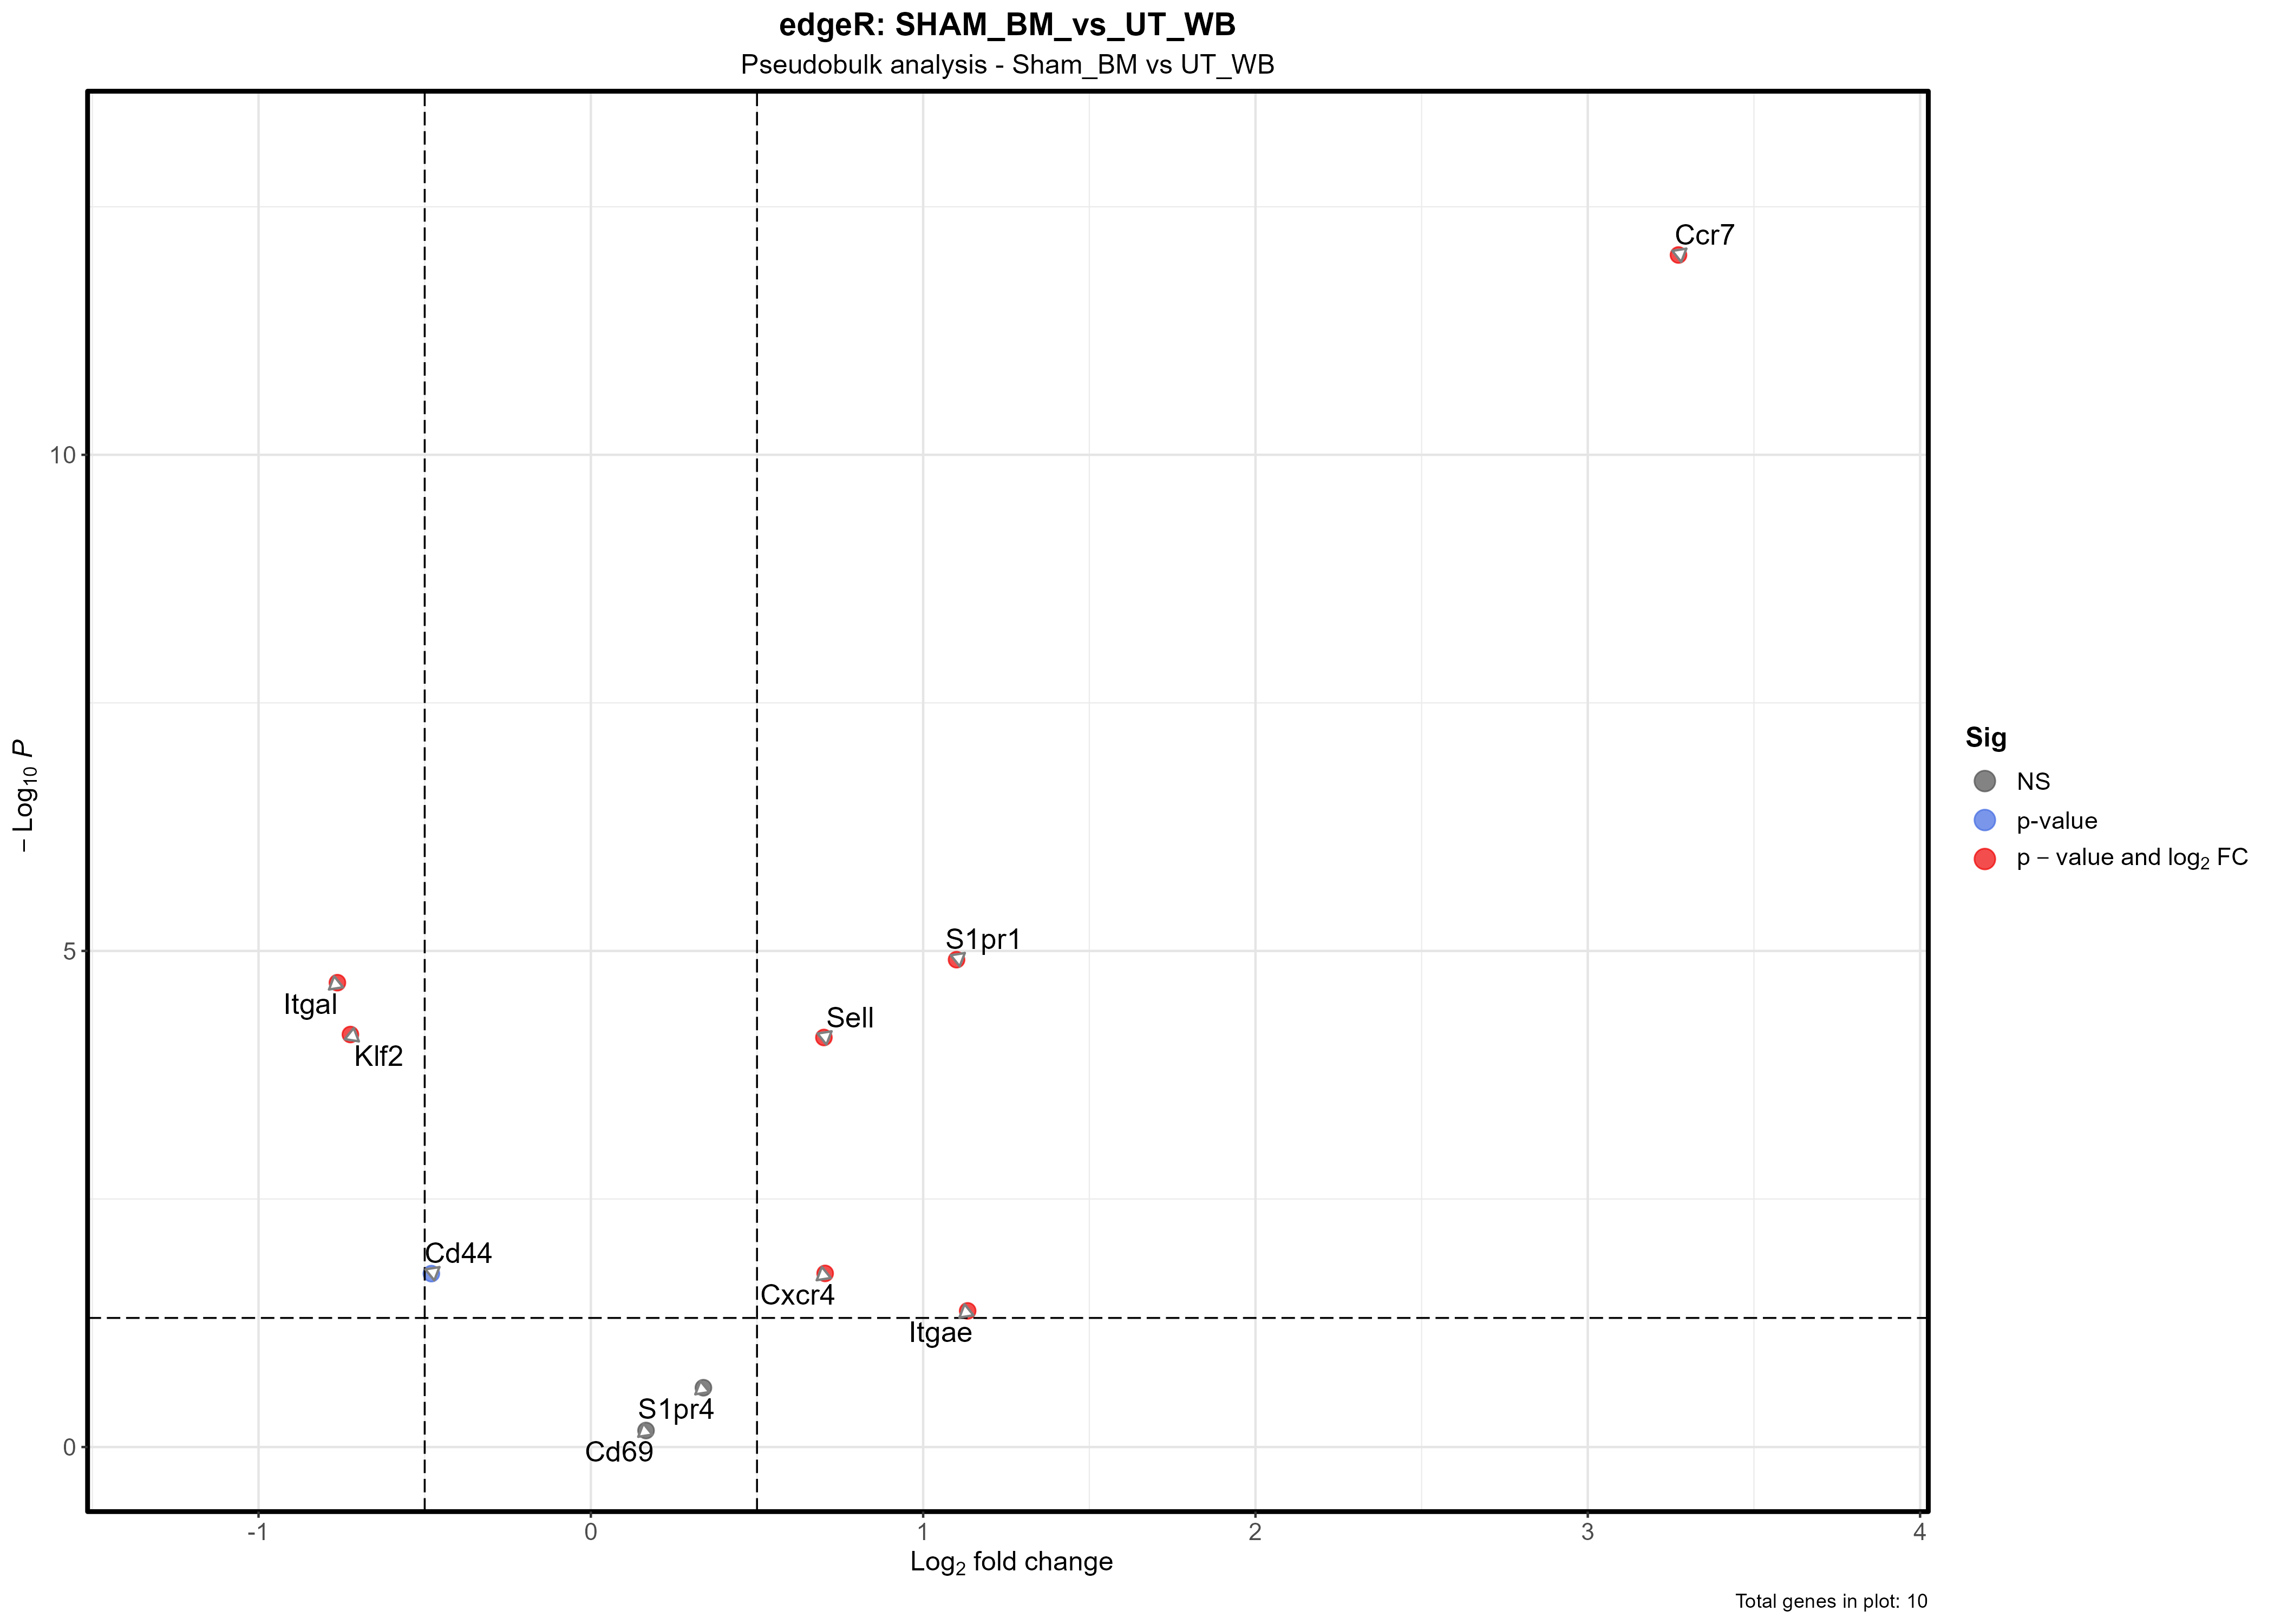 edgeR: SHAM_BM_vs_UT_WB
Pseudobulk analysis - Sham_BM vs UT_WB
Ccr7
10
− Log10 P
Sig
NS
p-value
p − value and log2 FC
S1pr1
5
Itgal
Sell
Klf2
Cd44
Cxcr4
Itgae
S1pr4
Cd69
0
-1 0 1 2 3 4
Log2 fold change
Total genes in plot: 10